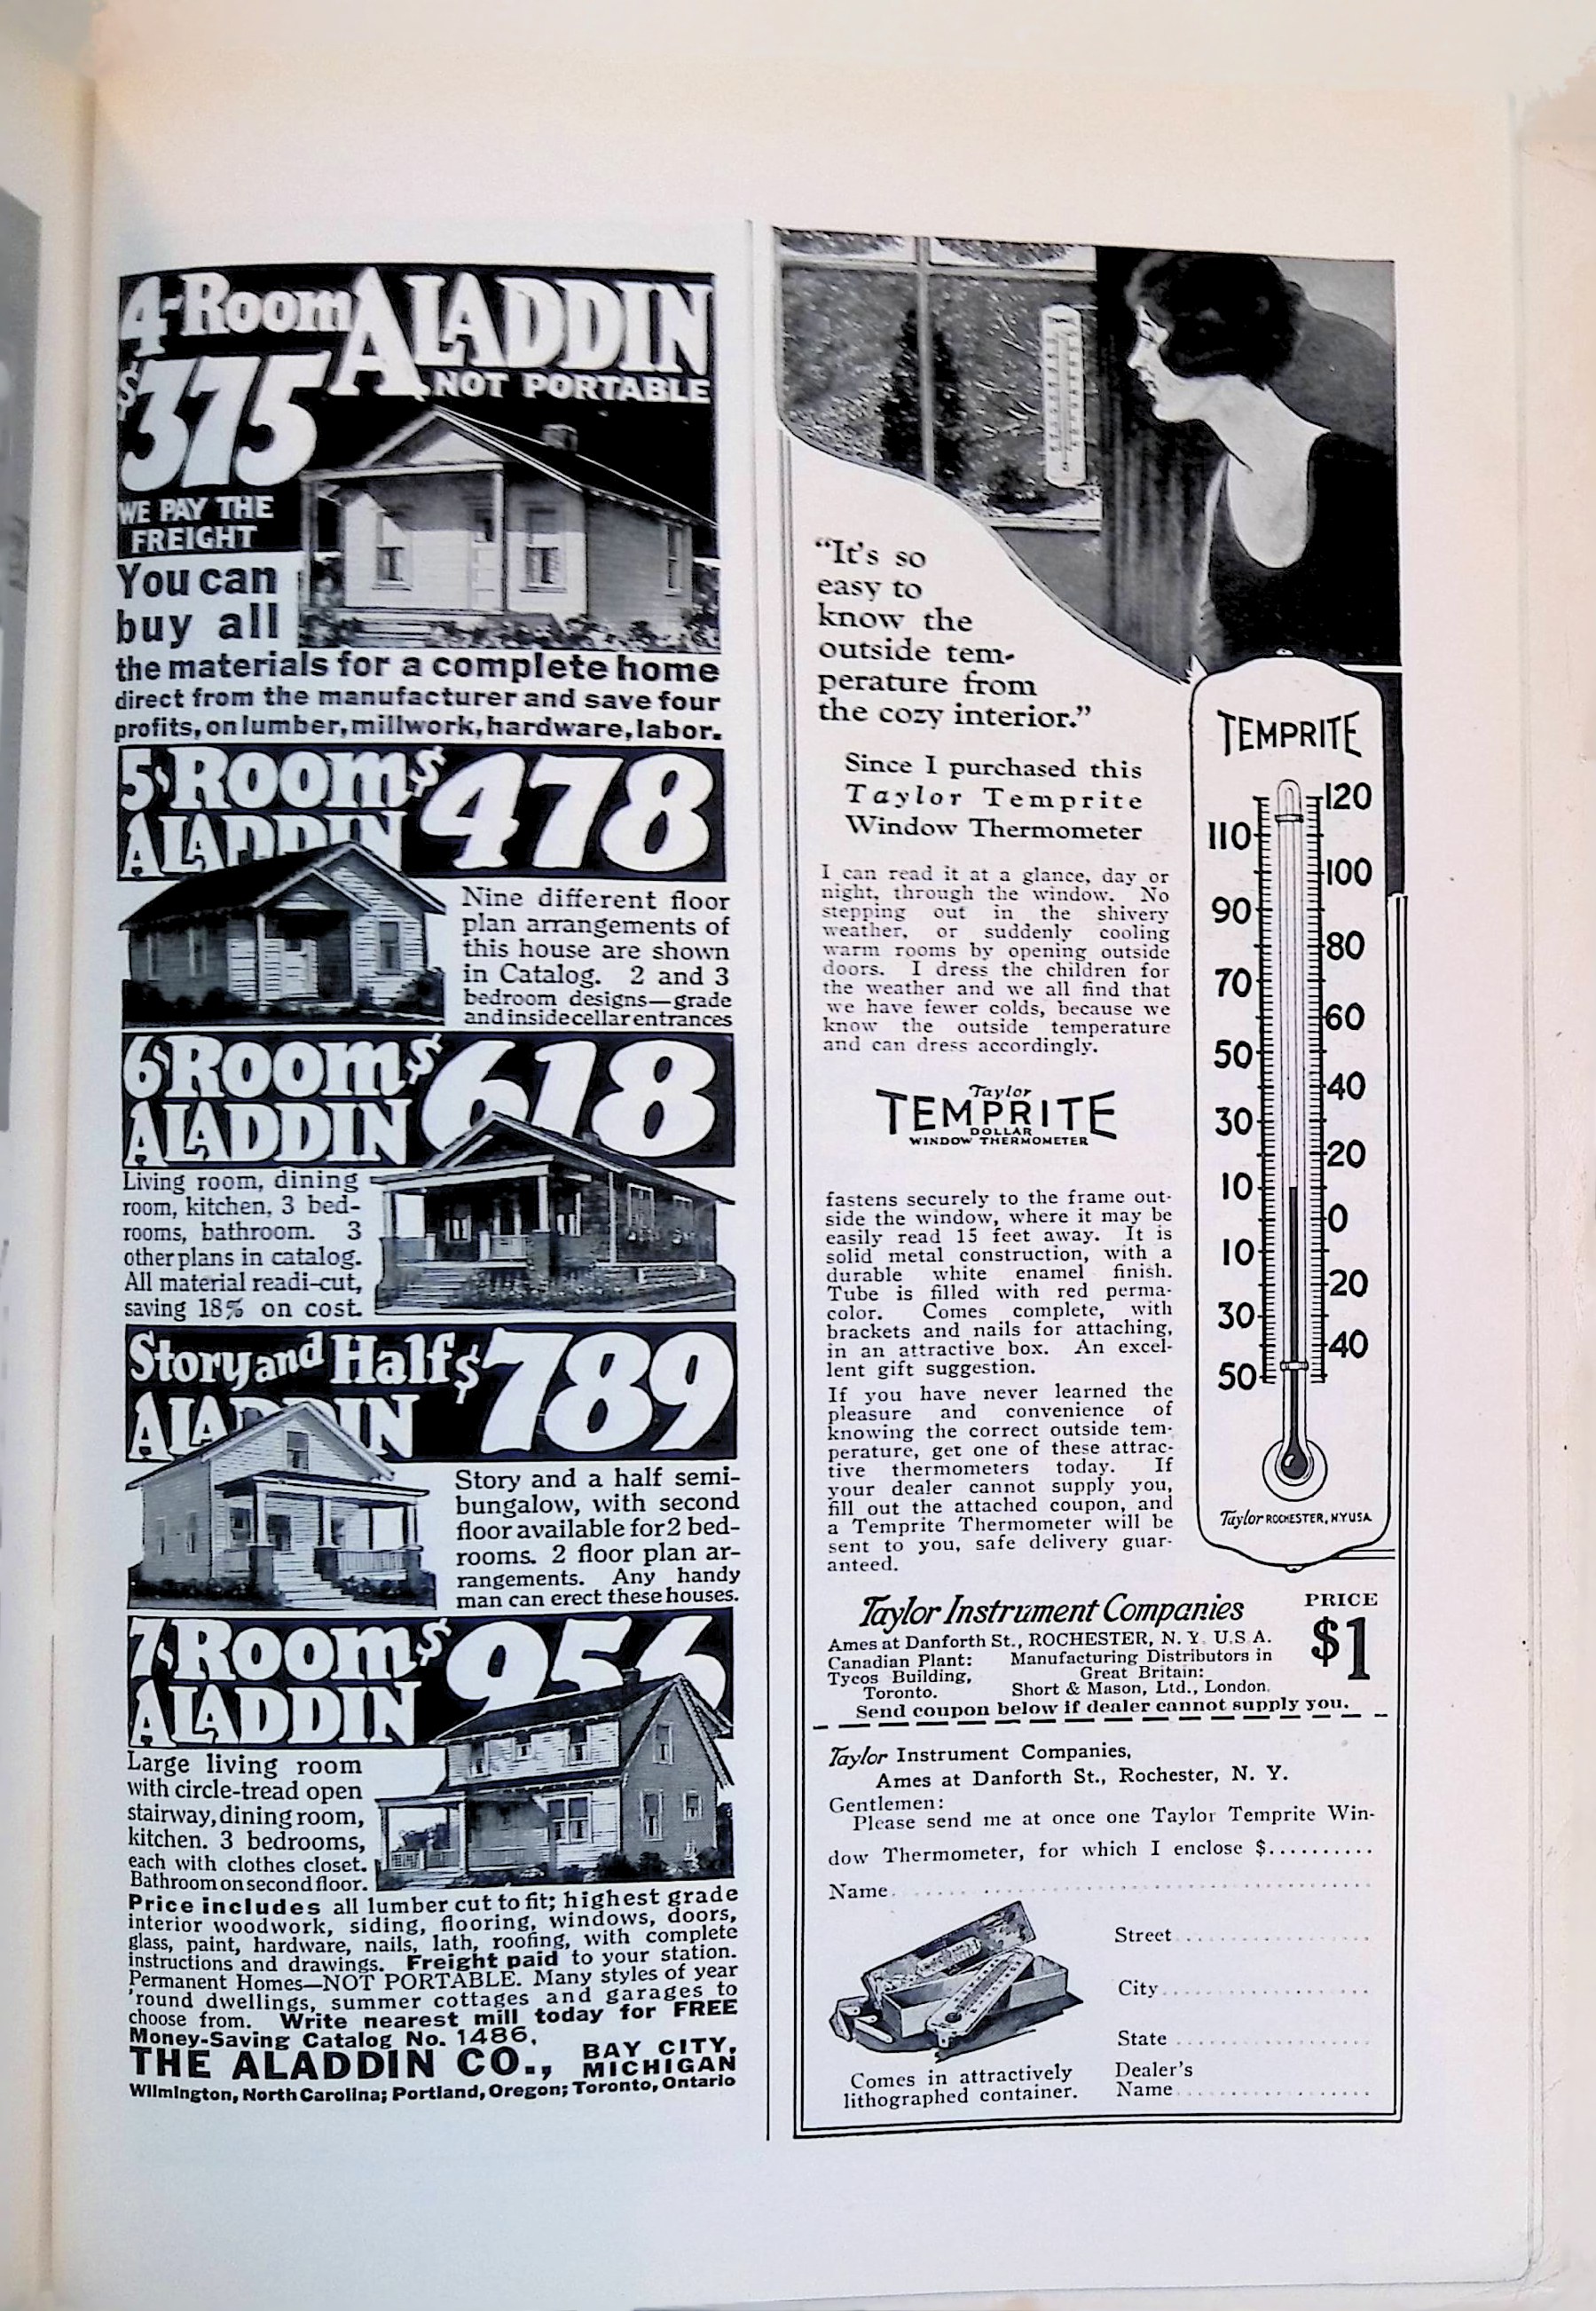 4-Room ALADDIN
$375 NOT PORTABLE
WE PAY THE
FREIGHT
You can
buy all
the materials for a complete home
direct from the manufacturer and save four
profits, on lumber, millwork, hardware, labor.
5-ROOM $478
ALADDIN
Nine different floor
plan arrangements of
this house are shown
in Catalog. 2 and 3
bedroom designs—grade
and inside cellar entrances
6-ROOM $618
ALADDIN
Living room, dining
room, kitchen, 3 bed-
rooms, bathroom. 3
other plans in catalog.
All material readi-cut,
saving 18% on cost.
Story and Half $789
ALADDIN
Story and a half semi-
bungalow, with second
floor available for 2 bed-
rooms. 2 floor plan ar-
rangements. Any handy
man can erect these houses.
7-ROOM $956
ALADDIN
Large living room
with circle-tread open
stairway, dining room,
kitchen. 3 bedrooms,
each with clothes closet.
Bathroom on second floor.
Price includes all lumber cut to fit; highest grade
interior woodwork, siding, flooring, windows, doors,
glass, paint, hardware, nails, lath, roofing, with complete
instructions and drawings. Freight paid to your station.
Permanent Homes—NOT PORTABLE. Many styles of year
'round dwellings, summer cottages and garages to
choose from. Write nearest mill today for FREE
Money-Saving Catalog No. 1486.
THE ALADDIN CO., BAY CITY, MICHIGAN
Wilmington, North Carolina; Portland, Oregon; Toronto, Ontario
"It's so
easy to
know the
outside tem-
perature from
the cozy interior."
Since I purchased this
Taylor Temprite
Window Thermometer
I can read it at a glance, day or
night, through the window. No
stepping out in the shivery
weather, or suddenly cooling
warm rooms by opening outside
doors. I dress the children for
the weather and we all find that
we have fewer colds, because we
know the outside temperature
and can dress accordingly.
Taylor
TEMPRITE
DOLLAR
WINDOW THERMOMETER
fastens securely to the frame out-
side the window, where it may be
easily read 15 feet away. It is
solid metal construction, with a
durable white enamel finish.
Tube is filled with red perma-
color. Comes complete, with
brackets and nails for attaching,
in an attractive box. An excel-
lent gift suggestion.
If you have never learned the
pleasure and convenience of
knowing the correct outside tem-
perature, get one of these attrac-
tive thermometers today. If
your dealer cannot supply you,
fill out the attached coupon, and
a Temprite Thermometer will be
sent to you, safe delivery guar-
anteed.
TEMPRITE
120
110
100
90
80
70
60
50
40
30
20
10
0
10
20
30
40
50
Taylor ROCHESTER, N.Y. USA
Taylor Instrument Companies
Ames at Danforth St., ROCHESTER, N. Y. U.S.A.
Canadian Plant: Manufacturing Distributors in
Tycos Building, Great Britain:
Toronto. Short & Mason, Ltd., London.
PRICE
$1
Send coupon below if dealer cannot supply you.
Taylor Instrument Companies,
Ames at Danforth St., Rochester, N. Y.
Gentlemen:
Please send me at once one Taylor Temprite Win-
dow Thermometer, for which I enclose $..........
Name
Street
City
State
Dealer's
Name
Comes in attractively
lithographed container.